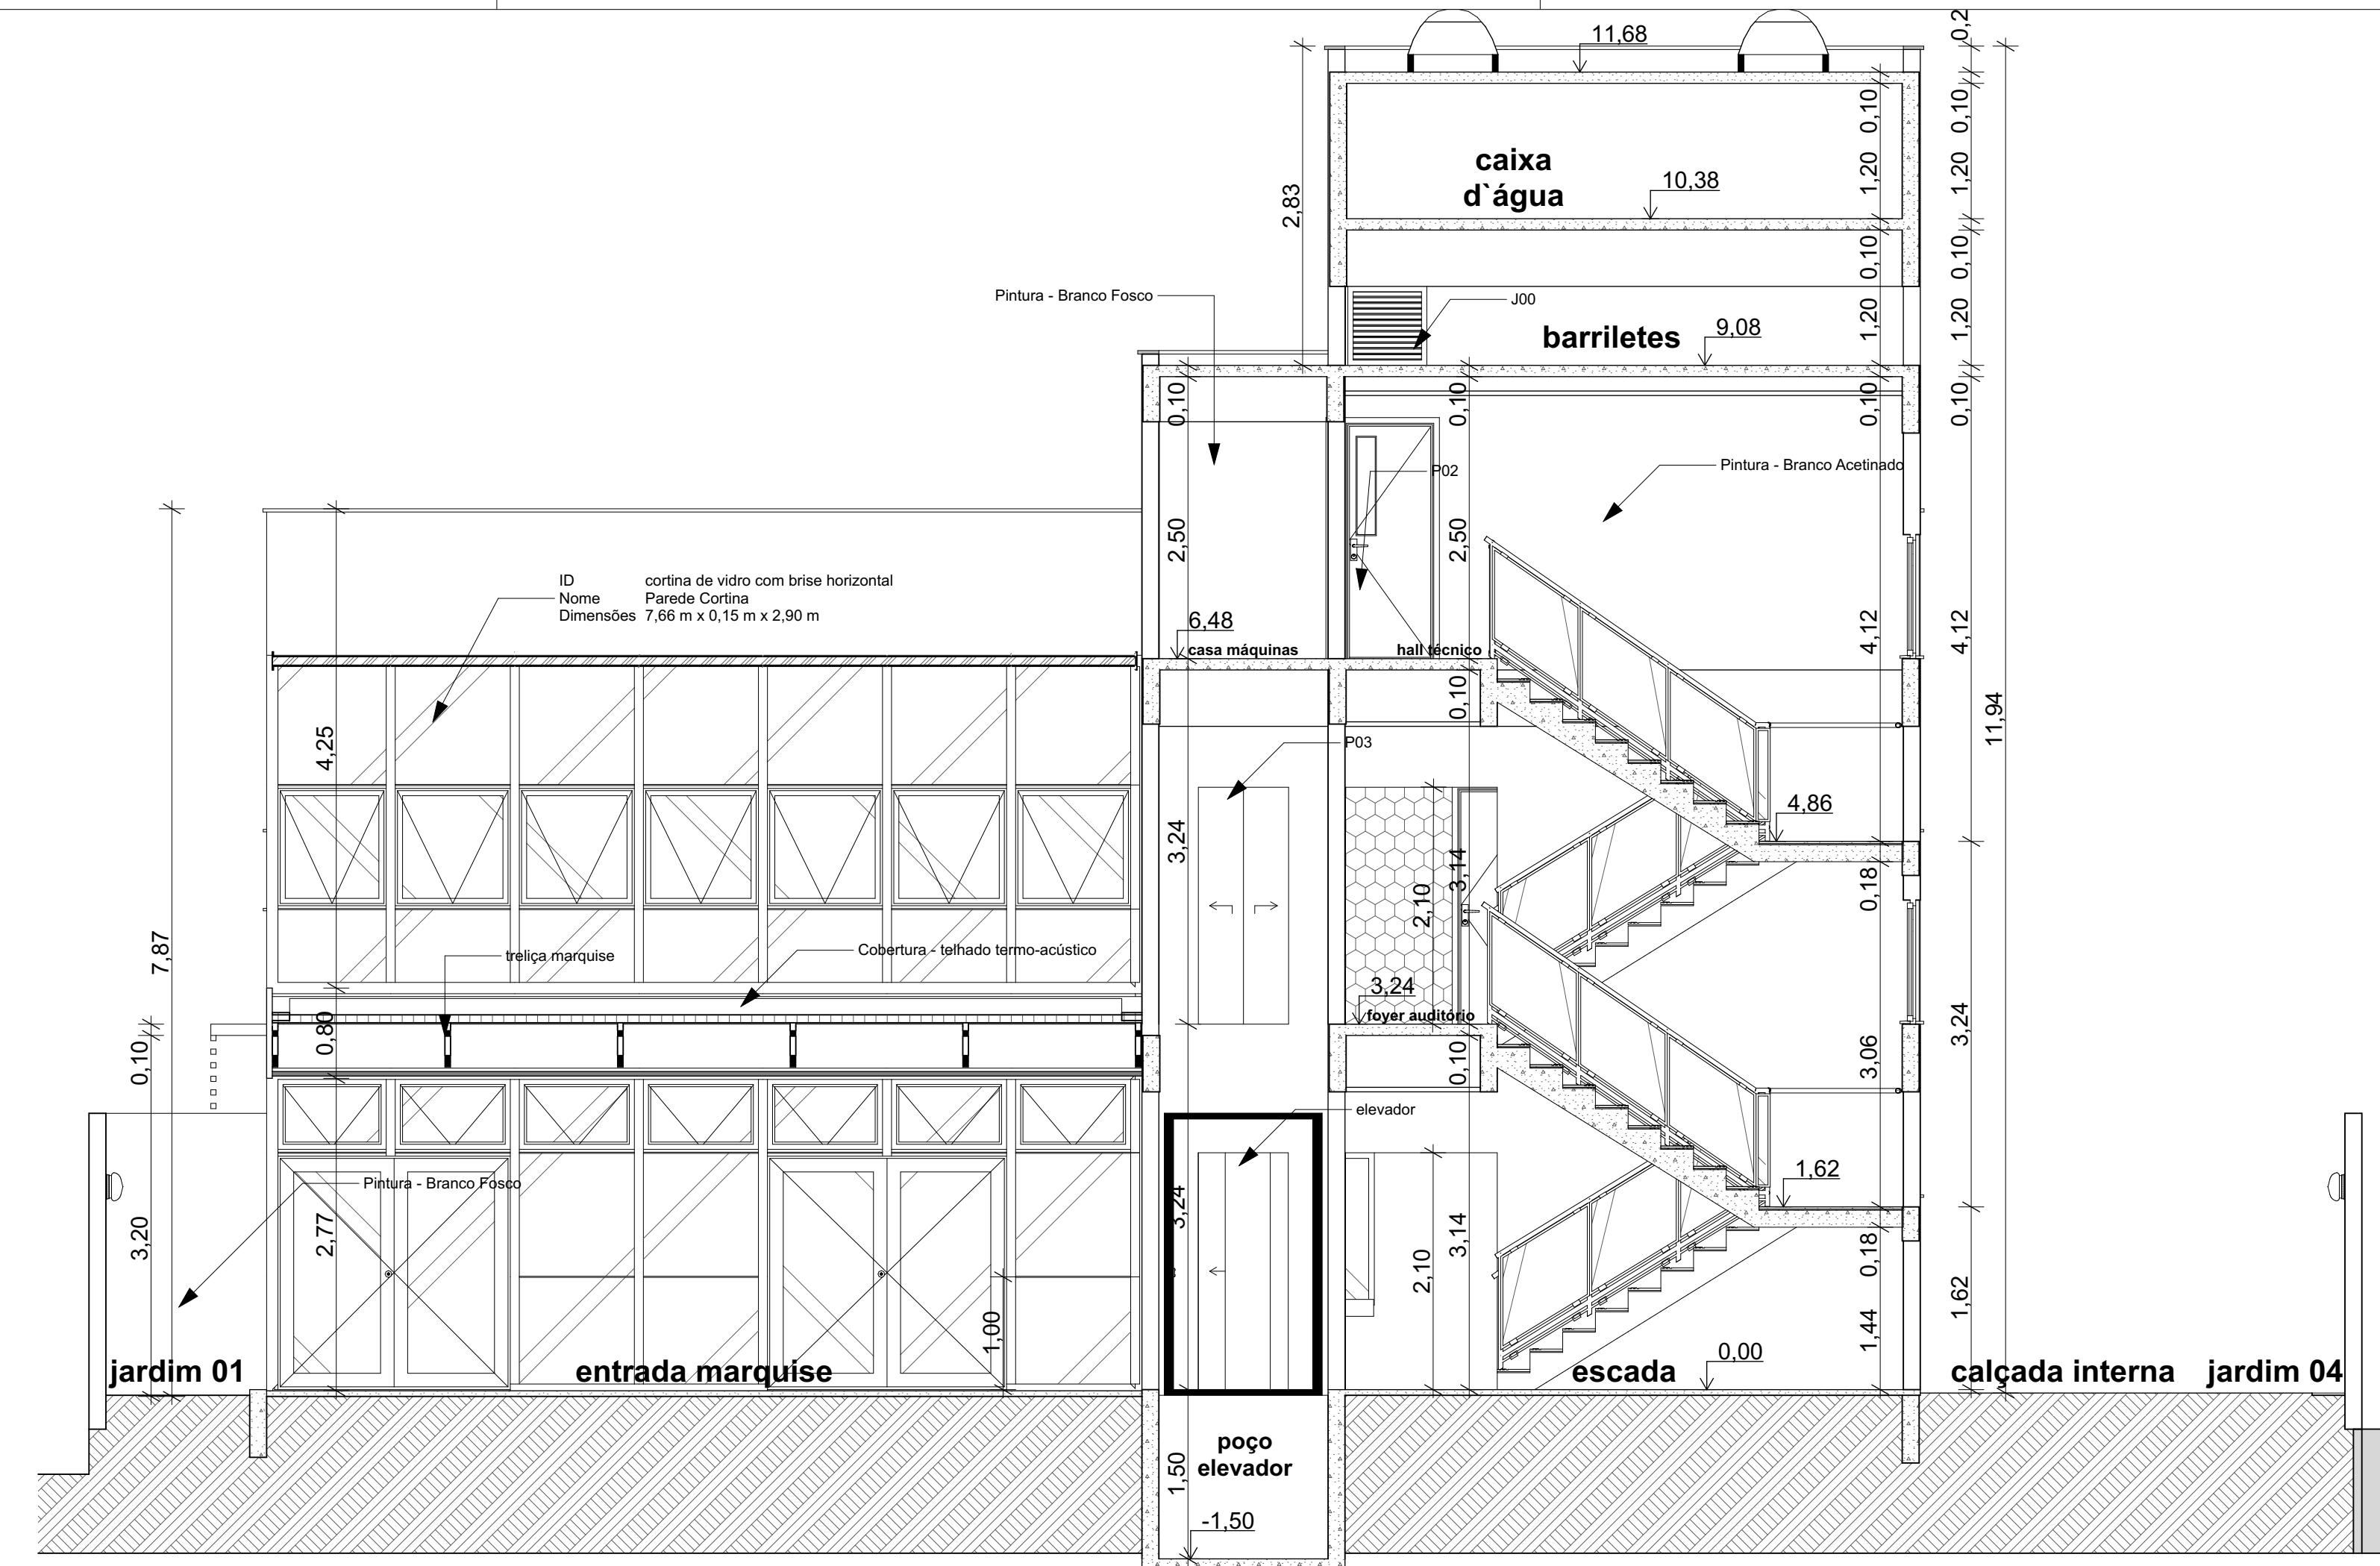 0,2
11,68
0,10
0,10
caixa
d`água
1,20
1,20
10,38
2,83
0,10
0,10
Pintura - Branco Fosco
J00
barriletes
9,08
1,20
1,20
0,10
0,10
0,10
0,10
P02
Pintura - Branco Acetinado
2,50
2,50
ID cortina de vidro com brise horizontal
Nome Parede Cortina
Dimensões 7,66 m x 0,15 m x 2,90 m
6,48
casa máquinas
hall técnico
4,12
4,12
0,10
11,94
4,25
P03
4,86
3,24
3,14
2,10
0,18
7,87
treliça marquise
Cobertura - telhado termo-acústico
3,24
foyer auditório
3,24
0,80
0,10
0,10
3,06
elevador
1,62
Pintura - Branco Fosco
3,24
3,20
2,77
3,14
2,10
0,18
1,62
1,00
1,44
0,00
jardim 01
entrada marquise
escada
calçada interna
jardim 04
poço
elevador
1,50
-1,50